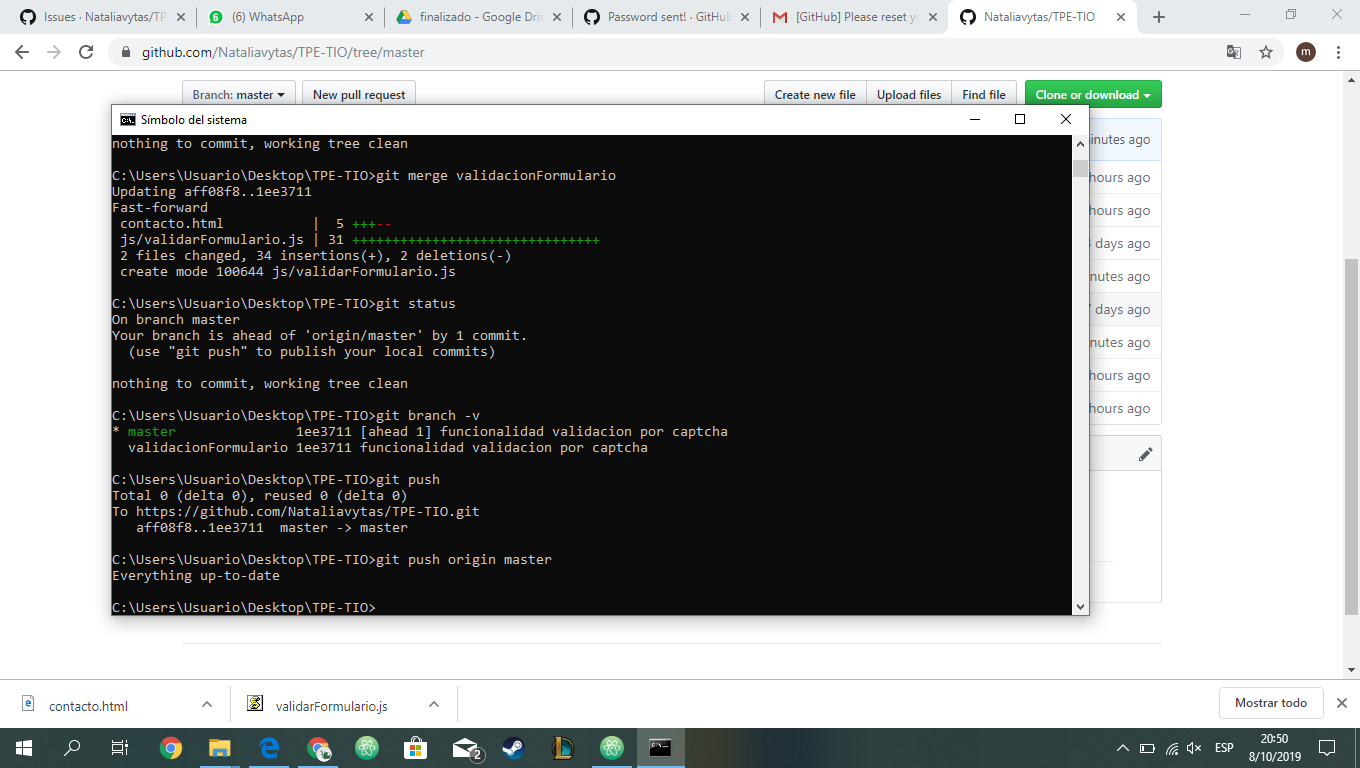 Issues · Nataliavytas/TP
(6) WhatsApp
finalizado - Google Driv
Password sent! · GitHub
[GitHub] Please reset yo
Nataliavytas/TPE-TIO
github.com/Nataliavytas/TPE-TIO/tree/master
m
Branch: master
New pull request
Create new file
Upload files
Find file
Clone or download
Símbolo del sistema
nothing to commit, working tree clean
C:\Users\Usuario\Desktop\TPE-TIO>git merge validacionFormulario
Updating aff08f8..1ee3711
Fast-forward
contacto.html | 5 +++--
js/validarFormulario.js | 31 +++++++++++++++++++++++++++++++
2 files changed, 34 insertions(+), 2 deletions(-)
create mode 100644 js/validarFormulario.js
C:\Users\Usuario\Desktop\TPE-TIO>git status
On branch master
Your branch is ahead of 'origin/master' by 1 commit.
(use "git push" to publish your local commits)
nothing to commit, working tree clean
C:\Users\Usuario\Desktop\TPE-TIO>git branch -v
* master 1ee3711 [ahead 1] funcionalidad validacion por captcha
validacionFormulario 1ee3711 funcionalidad validacion por captcha
C:\Users\Usuario\Desktop\TPE-TIO>git push
Total 0 (delta 0), reused 0 (delta 0)
To https://github.com/Nataliavytas/TPE-TIO.git
aff08f8..1ee3711 master -> master
C:\Users\Usuario\Desktop\TPE-TIO>git push origin master
Everything up-to-date
C:\Users\Usuario\Desktop\TPE-TIO>
inutes ago
hours ago
hours ago
days ago
nutes ago
days ago
nutes ago
hours ago
hours ago
contacto.html
validarFormulario.js
Mostrar todo
2
ESP
20:50
8/10/2019